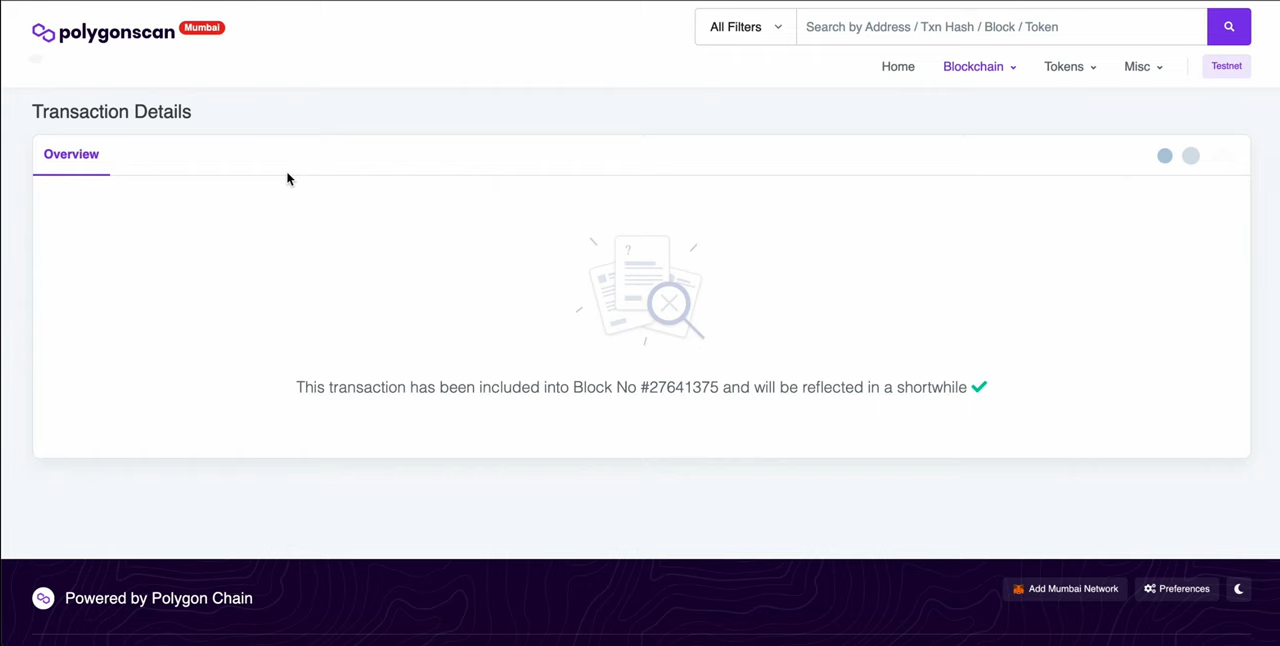 polygonscan Mumbai
All Filters
Search by Address / Txn Hash / Block / Token
Home Blockchain Tokens Misc Testnet
Transaction Details
Overview
?
This transaction has been included into Block No #27641375 and will be reflected in a shortwhile
Powered by Polygon Chain
Add Mumbai Network Preferences